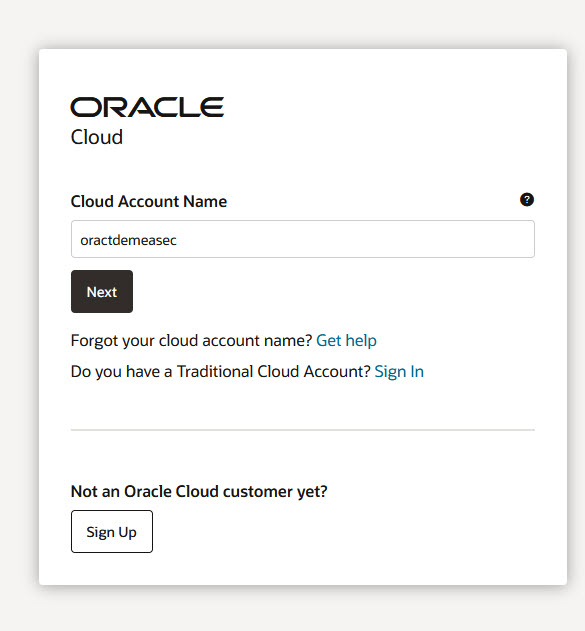 ORACLE
Cloud
Cloud Account Name
?
oractdemeasec
Next
Forgot your cloud account name? Get help
Do you have a Traditional Cloud Account? Sign In
Not an Oracle Cloud customer yet?
Sign Up